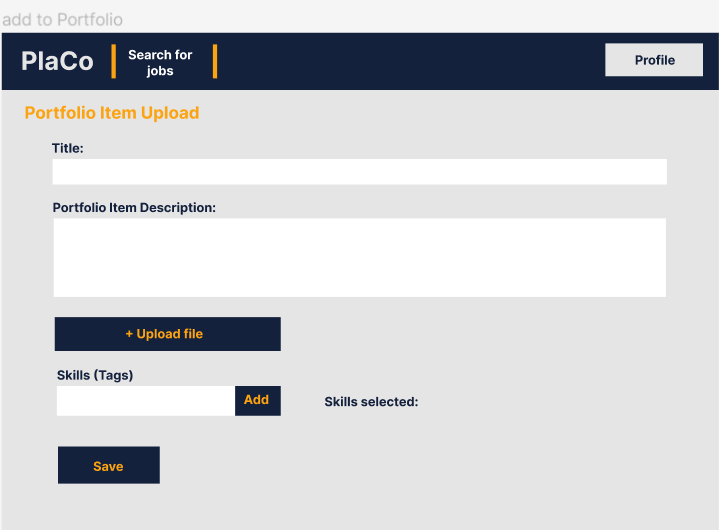 add to Portfolio
PlaCo
Search for
jobs
Profile
Portfolio Item Upload
Title:
Portfolio Item Description:
+ Upload file
Skills (Tags)
Add
Skills selected:
Save